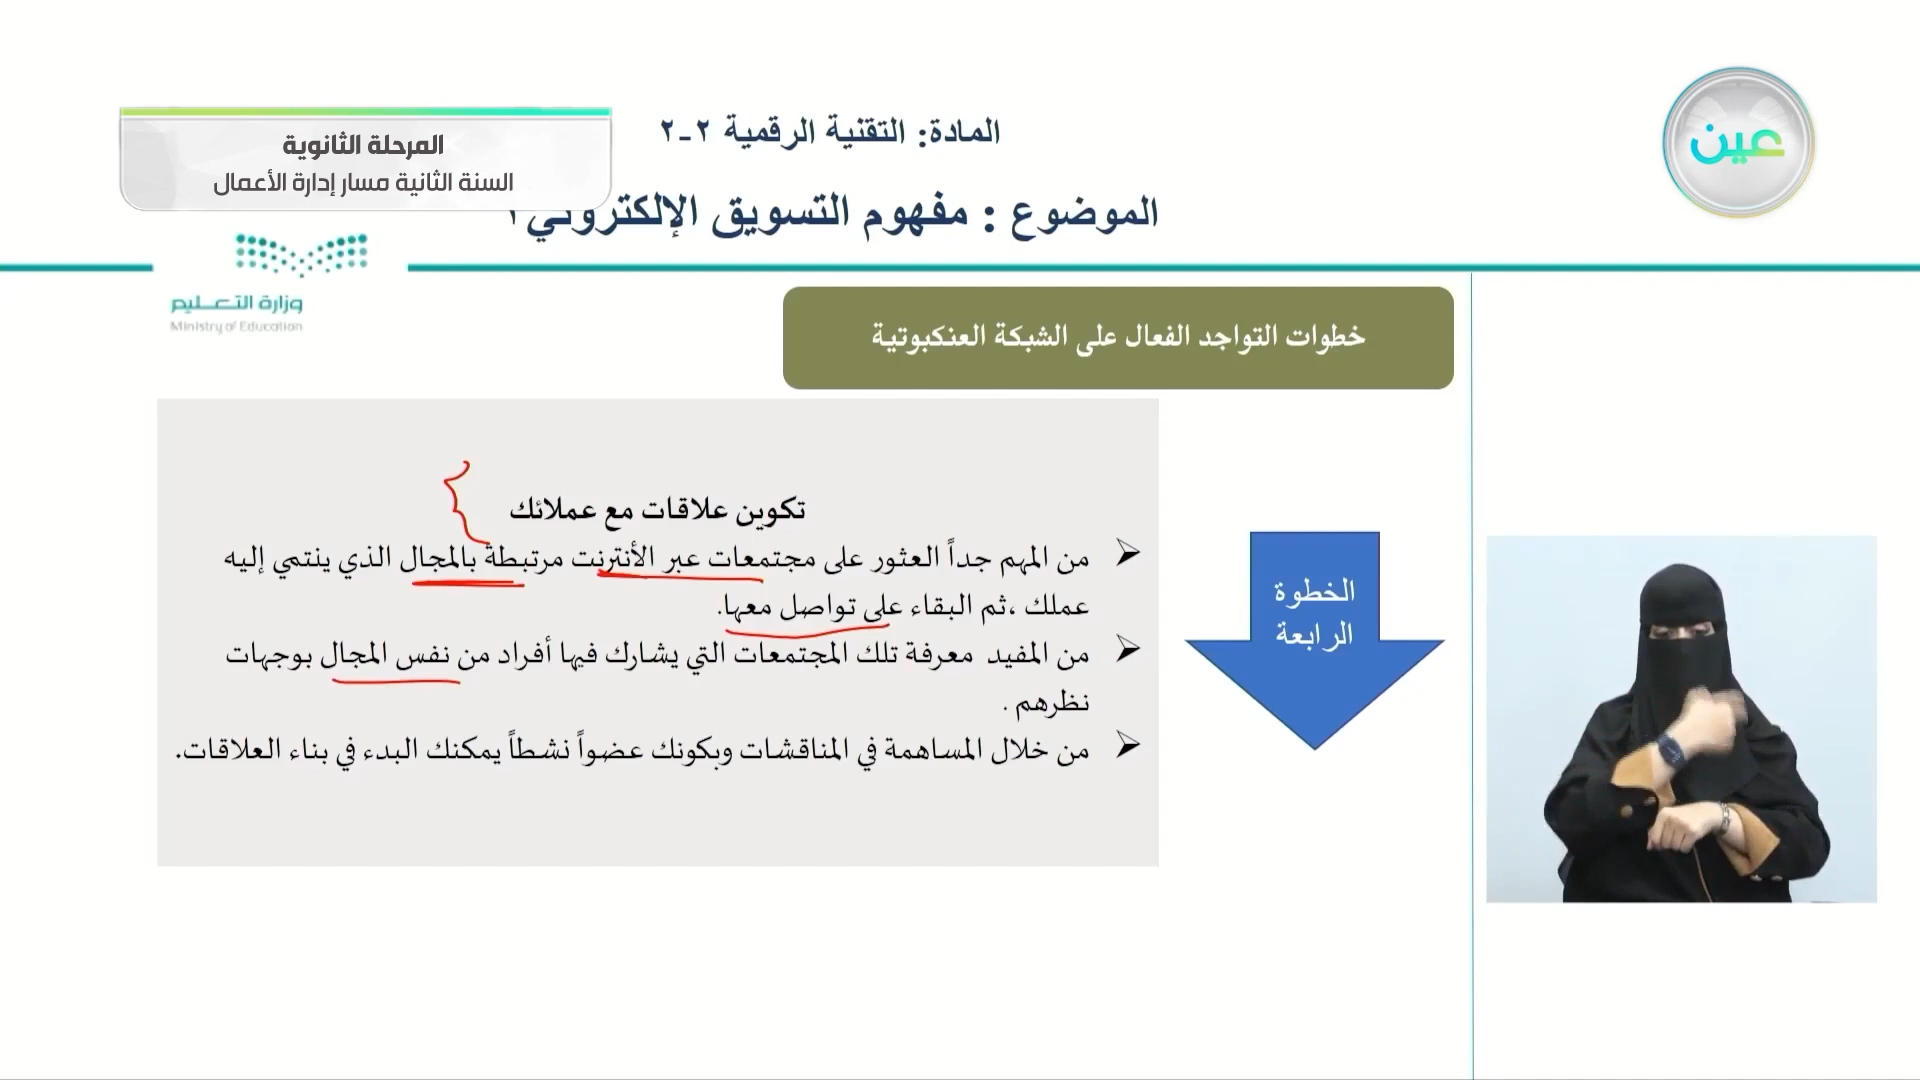 المادة: التقنية الرقمية ٢-٢
عين
المرحلة الثانوية
السنة الثانية مسار إدارة الأعمال
الموضوع : مفهوم التسويق الإلكتروني
وزارة التعليم
Ministry of Education
خطوات التواجد الفعال على الشبكة العنكبوتية
الخطوة
الرابعة
تكوين علاقات مع عملائك
من المهم جداً العثور على مجتمعات عبر الأنترنت مرتبطة بالمجال الذي ينتمي إليه
عملك ،ثم البقاء على تواصل معها.
من المفيد معرفة تلك المجتمعات التي يشارك فيها أفراد من نفس المجال بوجهات
نظرهم .
من خلال المساهمة في المناقشات وبكونك عضواً نشطاً يمكنك البدء في بناء العلاقات.